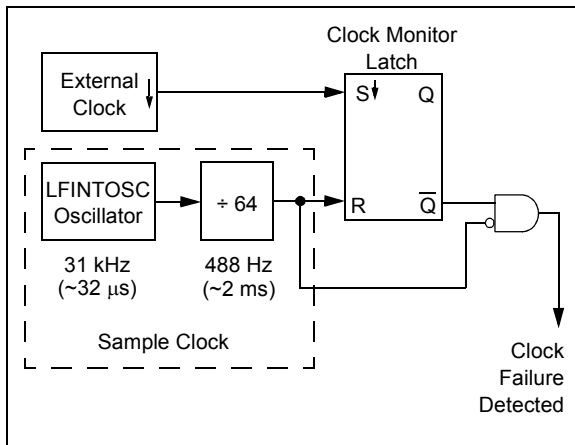 Clock Monitor
Latch
External
Clock
S
Q
LFINTOSC
Oscillator
÷ 64
R
Q̅
31 kHz
(~32 μs)
488 Hz
(~2 ms)
Sample Clock
Clock
Failure
Detected